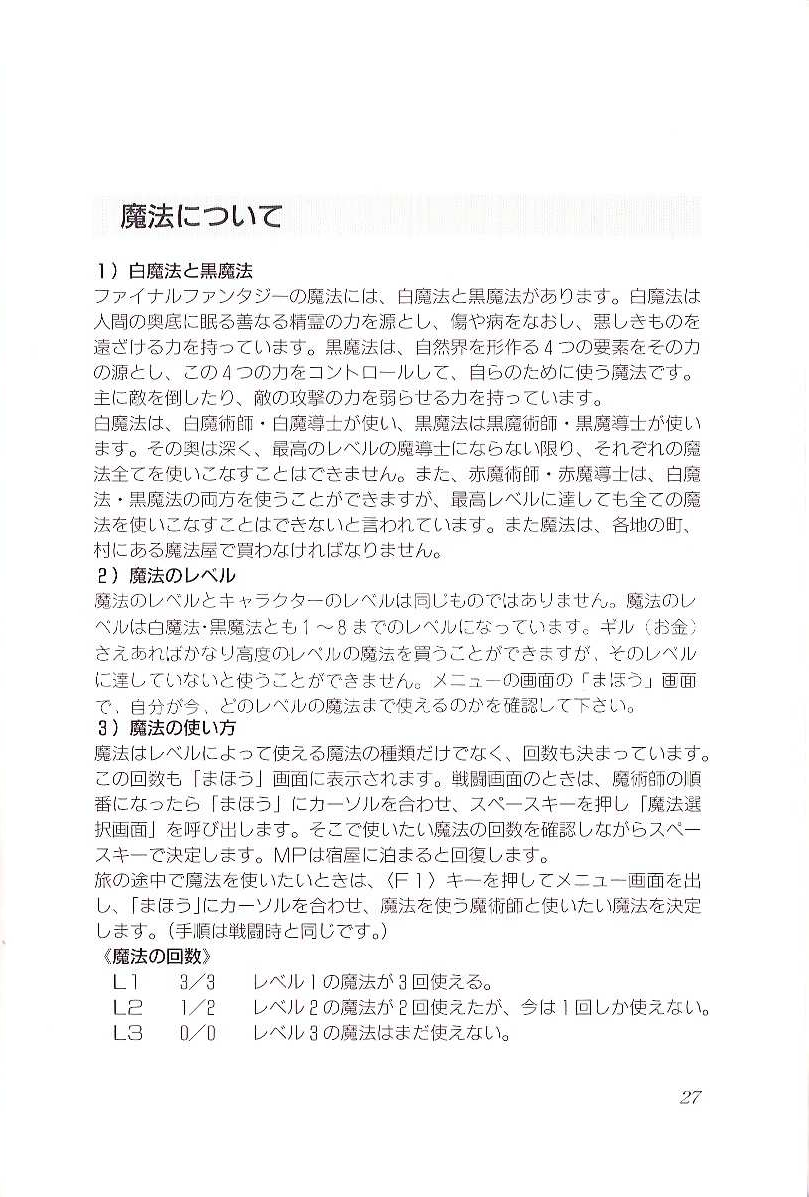 魔法について
1）白魔法と黒魔法
ファイナルファンタジーの魔法には、白魔法と黒魔法があります。白魔法は
人間の奥底に眠る善なる精霊の力を源とし、傷や病をなおし、悪しきものを
遠ざける力を持っています。黒魔法は、自然界を形作る4つの要素をその力
の源とし、この4つの力をコントロールして、自らのために使う魔法です。
主に敵を倒したり、敵の攻撃の力を弱らせる力を持っています。
白魔法は、白魔術師・白魔導士が使い、黒魔法は黒魔術師・黒魔導士が使い
ます。その奥は深く、最高のレベルの魔導士にならない限り、それぞれの魔
法全てを使いこなすことはできません。また、赤魔術師・赤魔導士は、白魔
法・黒魔法の両方を使うことができますが、最高レベルに達しても全ての魔
法を使いこなすことはできないと言われています。また魔法は、各地の町、
村にある魔法屋で買わなければなりません。
2）魔法のレベル
魔法のレベルとキャラクターのレベルは同じものではありません。魔法のレ
ベルは白魔法・黒魔法とも1～8までのレベルになっています。ギル（お金）
さえあればかなり高度のレベルの魔法を買うことができますが、そのレベル
に達していないと使うことができません。メニューの画面の「まほう」画面
で、自分が今、どのレベルの魔法まで使えるのかを確認して下さい。
3）魔法の使い方
魔法はレベルによって使える魔法の種類だけでなく、回数も決まっています。
この回数も「まほう」画面に表示されます。戦闘画面のときは、魔術師の順
番になったら「まほう」にカーソルを合わせ、スペースキーを押し「魔法選
択画面」を呼び出します。そこで使いたい魔法の回数を確認しながらスペー
スキーで決定します。MPは宿屋に泊まると回復します。
旅の途中で魔法を使いたいときは、〈F1〉キーを押してメニュー画面を出
し、「まほう」にカーソルを合わせ、魔法を使う魔術師と使いたい魔法を決定
します。（手順は戦闘時と同じです。）
《魔法の回数》
L1 3／3 レベル1の魔法が3回使える。
L2 1／2 レベル2の魔法が2回使えたが、今は1回しか使えない。
L3 0／0 レベル3の魔法はまだ使えない。
27